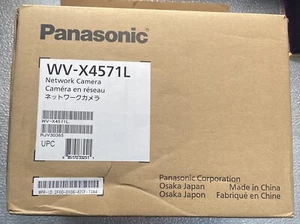 Panasonic
WV-X4571L
Network Camera
Caméra en réseau
ネットワークカメラ
WV-X4571L
UPC
Panasonic Corporation
Osaka Japan Made in China
Osaka Japon Fabriqué en Chine